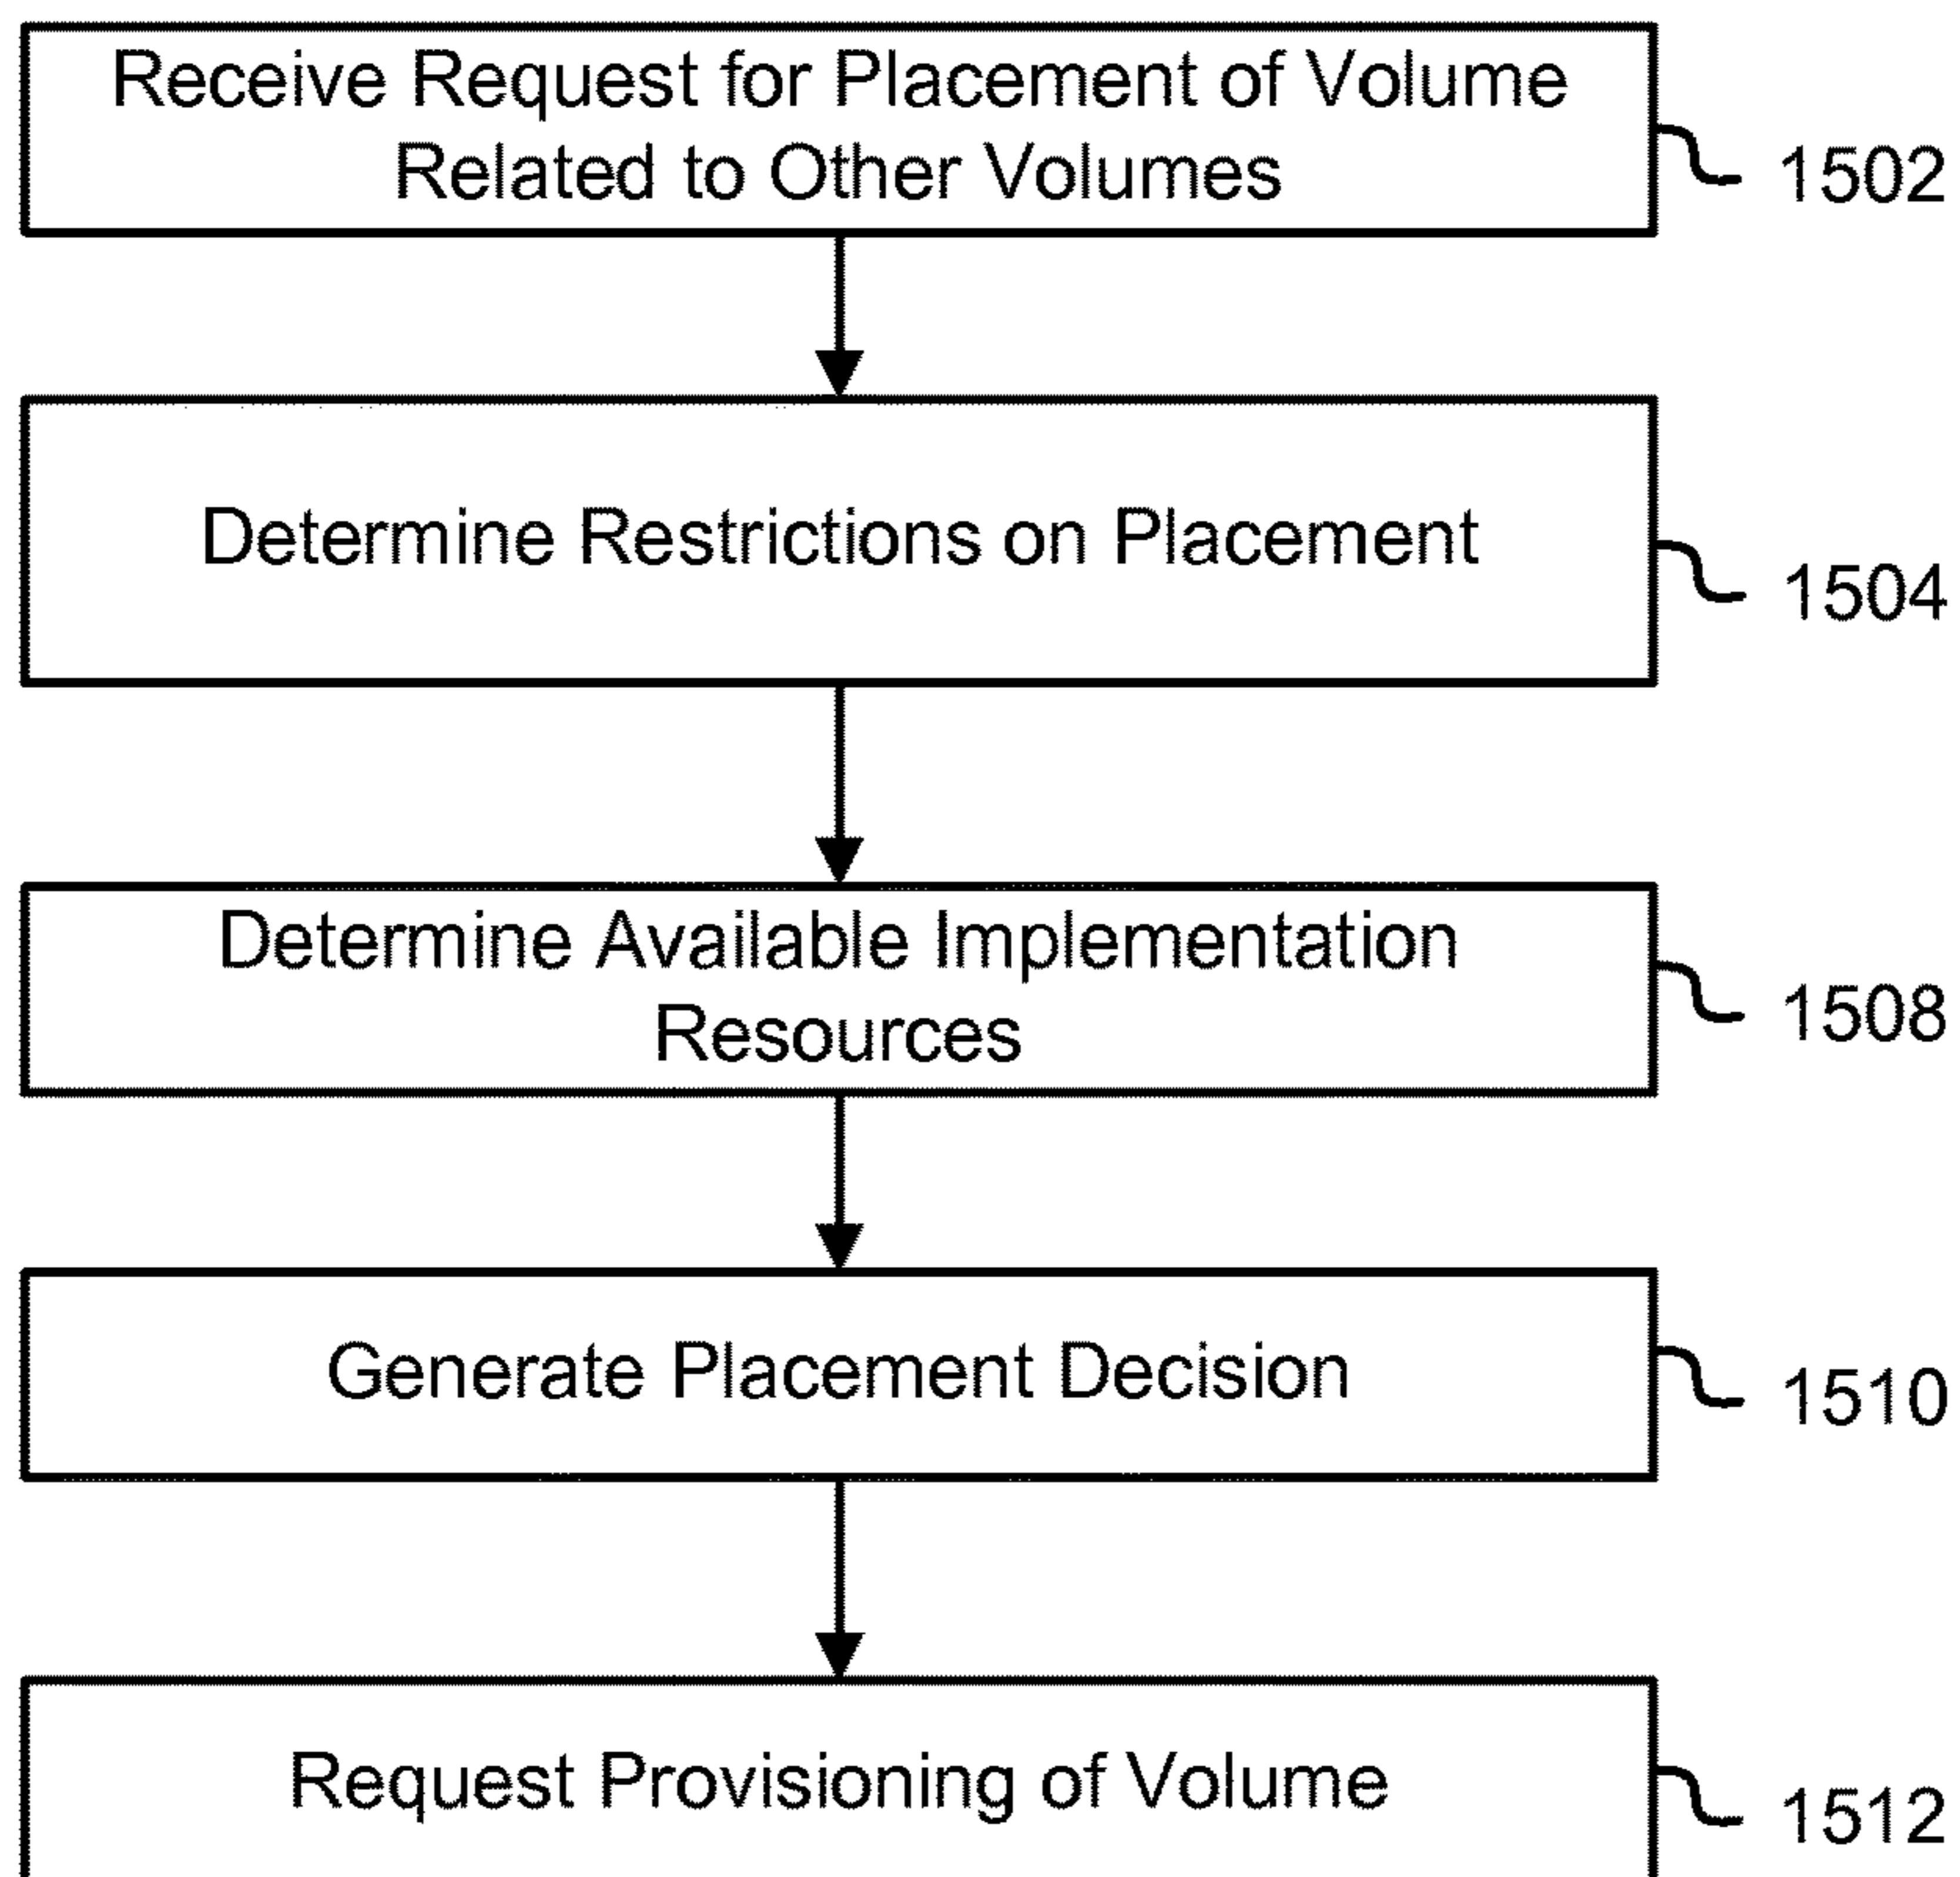 Receive Request for Placement of Volume
Related to Other Volumes
1502
Determine Restrictions on Placement
1504
Determine Available Implementation
Resources
1508
Generate Placement Decision
1510
Request Provisioning of Volume
1512